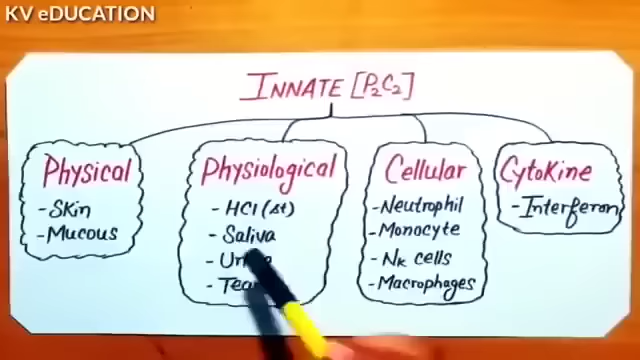 KV eDUCATION
INNATE [P₂C₂]
Physical
- Skin
- Mucous
Physiological
- HCl (st)
- Saliva
Cellular
- Neutrophil
- Monocyte
- NK cells
- Macrophages
Cytokine
- Interferon